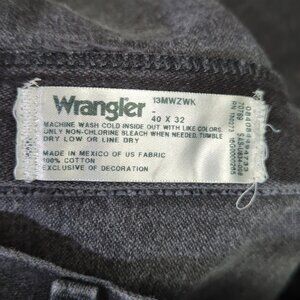 Wrangler
13MWZWK
40 X 32
MACHINE WASH COLD INSIDE OUT WITH LIKE COLORS.
ONLY NON-CHLORINE BLEACH WHEN NEEDED. TUMBLE
DRY LOW OR LINE DRY
MADE IN MEXICO OF US FABRIC
100% COTTON
EXCLUSIVE OF DECORATION